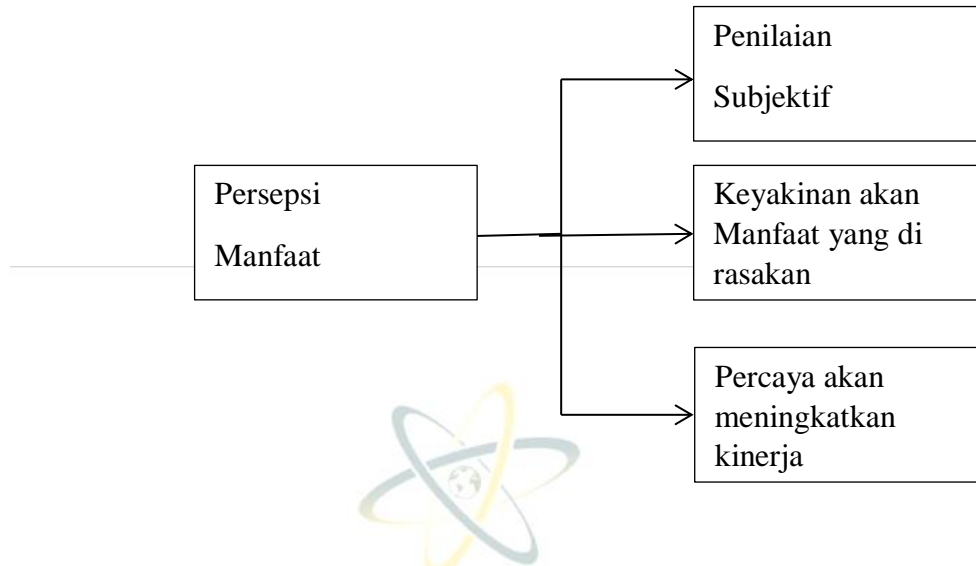 Penilaian
Subjektif
Persepsi
Manfaat
Keyakinan akan
Manfaat yang di
rasakan
Percaya akan
meningkatkan
kinerja